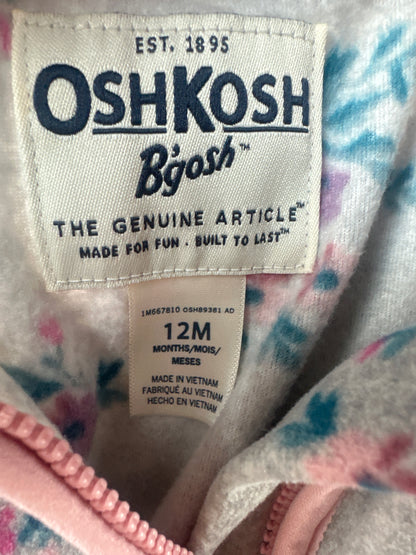 EST. 1895
OSHKOSH
B'gosh™
THE GENUINE ARTICLE™
MADE FOR FUN · BUILT TO LAST™
1M667810 OSH89381 AD
12M
MONTHS/MOIS/
MESES
MADE IN VIETNAM
FABRIQUÉ AU VIETNAM
HECHO EN VIETNAM